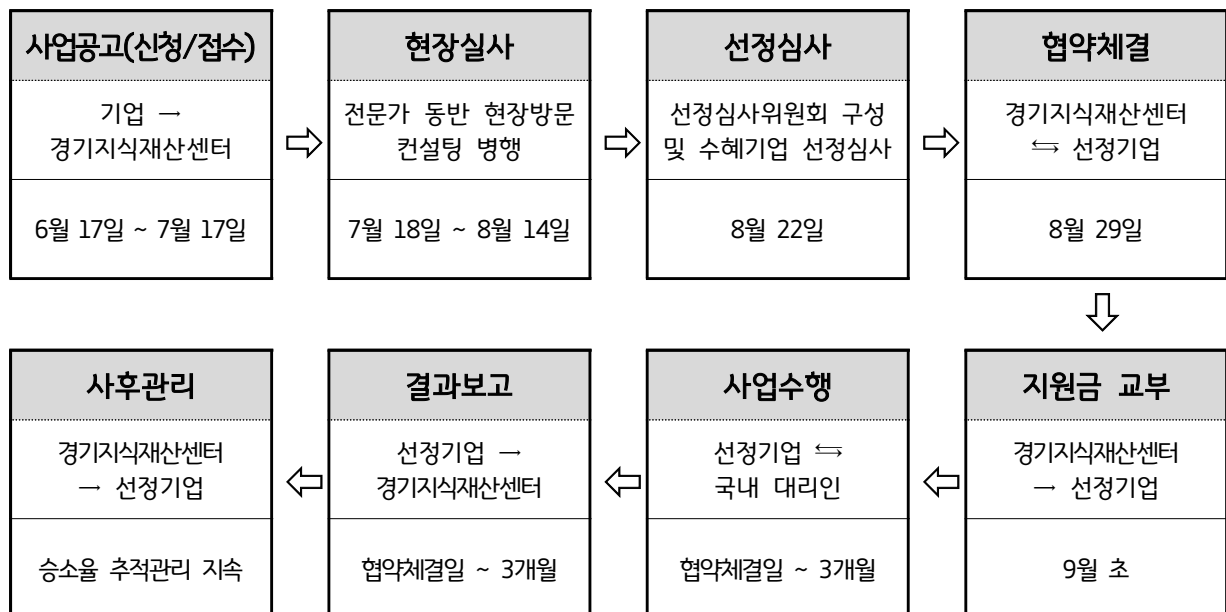 사업공고(신청/접수)
기업 →
경기지식재산센터
6월 17일 ~ 7월 17일
현장실사
전문가 동반 현장방문
컨설팅 병행
7월 18일 ~ 8월 14일
선정심사
선정심사위원회 구성
및 수혜기업 선정심사
8월 22일
협약체결
경기지식재산센터
⇆ 선정기업
8월 29일
지원금 교부
경기지식재산센터
→ 선정기업
9월 초
사업수행
선정기업 ⇆
국내 대리인
협약체결일 ~ 3개월
결과보고
선정기업 →
경기지식재산센터
협약체결일 ~ 3개월
사후관리
경기지식재산센터
→ 선정기업
승소율 추적관리 지속